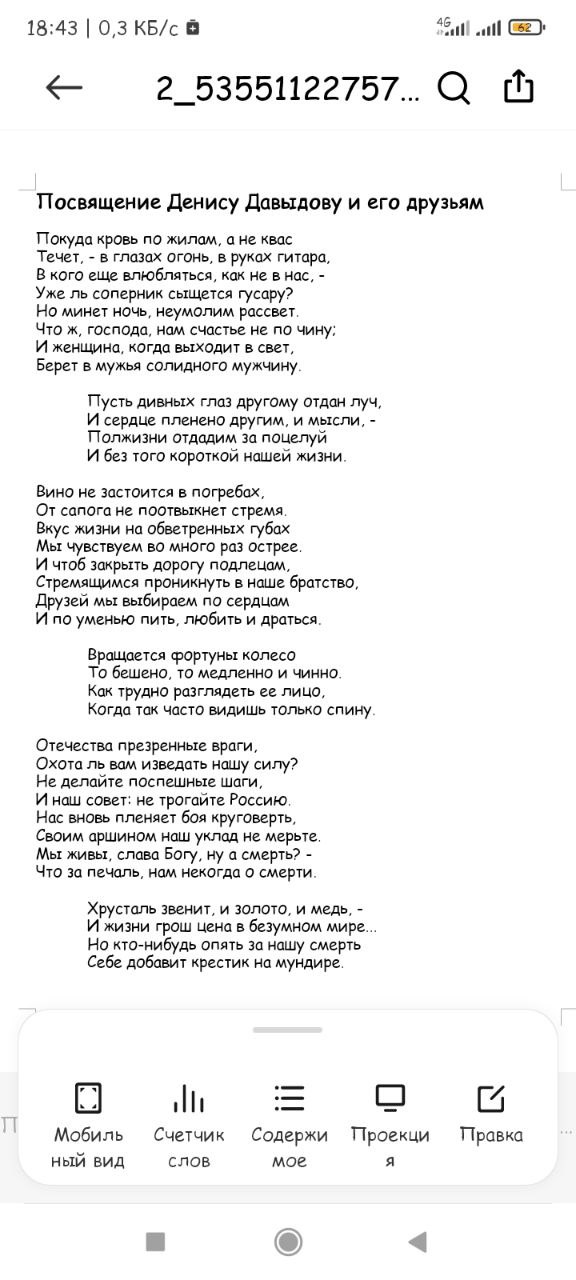 18:43 | 0,3 КБ/с
4G
62
2_53551122757...
Посвящение Денису Давыдову и его друзьям
Покуда кровь по жилам, а не квас
Течет, - в глазах огонь, в руках гитара,
В кого еще влюбляться, как не в нас, -
Уже ль соперник сыщется гусару?
Но минет ночь, неумолим рассвет.
Что ж, господа, нам счастье не по чину;
И женщина, когда выходит в свет,
Берет в мужья солидного мужчину.
Пусть дивных глаз другому отдан луч,
И сердце пленено другим, и мысли, -
Полжизни отдадим за поцелуй
И без того короткой нашей жизни.
Вино не застоится в погребах,
От сапога не поотвыкнет стремя.
Вкус жизни на обветренных губах
Мы чувствуем во много раз острее.
И чтоб закрыть дорогу подлецам,
Стремящимся проникнуть в наше братство,
Друзей мы выбираем по сердцам
И по уменью пить, любить и драться.
Вращается фортуны колесо
То бешено, то медленно и чинно.
Как трудно разглядеть ее лицо,
Когда так часто видишь только спину.
Отечества презренные враги,
Охота ль вам изведать нашу силу?
Не делайте поспешные шаги,
И наш совет: не трогайте Россию.
Нас вновь пленяет боя круговерть,
Своим аршином наш уклад не мерьте.
Мы живы, слава Богу, ну а смерть? -
Что за печаль, нам некогда о смерти.
Хрусталь звенит, и золото, и медь, -
И жизни грош цена в безумном мире...
Но кто-нибудь опять за нашу смерть
Себе добавит крестик на мундире.
Мобиль
ный вид
Счетчик
слов
Содержи
мое
Проекци
я
Правка